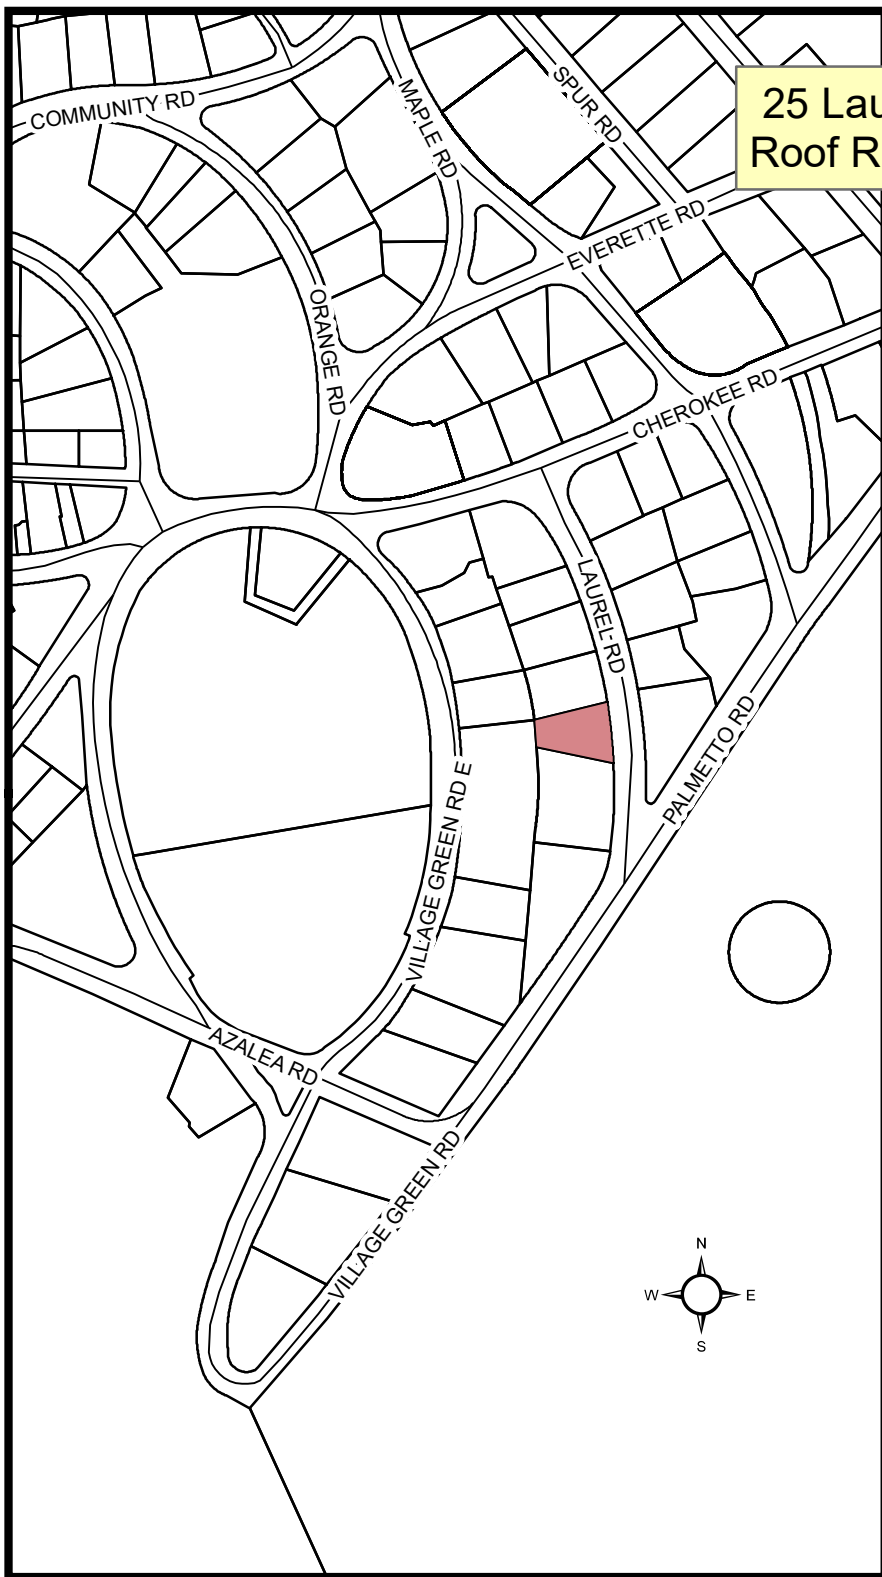 COMMUNITY RD
MAPLE RD
SPUR RD
25 Lau
Roof R
EVERETTE RD
ORANGE RD
CHEROKEE RD
LAUREL RD
PALMETTO RD
VILLAGE GREEN RD E
AZALEA RD
VILLAGE GREEN RD
N
W E
S